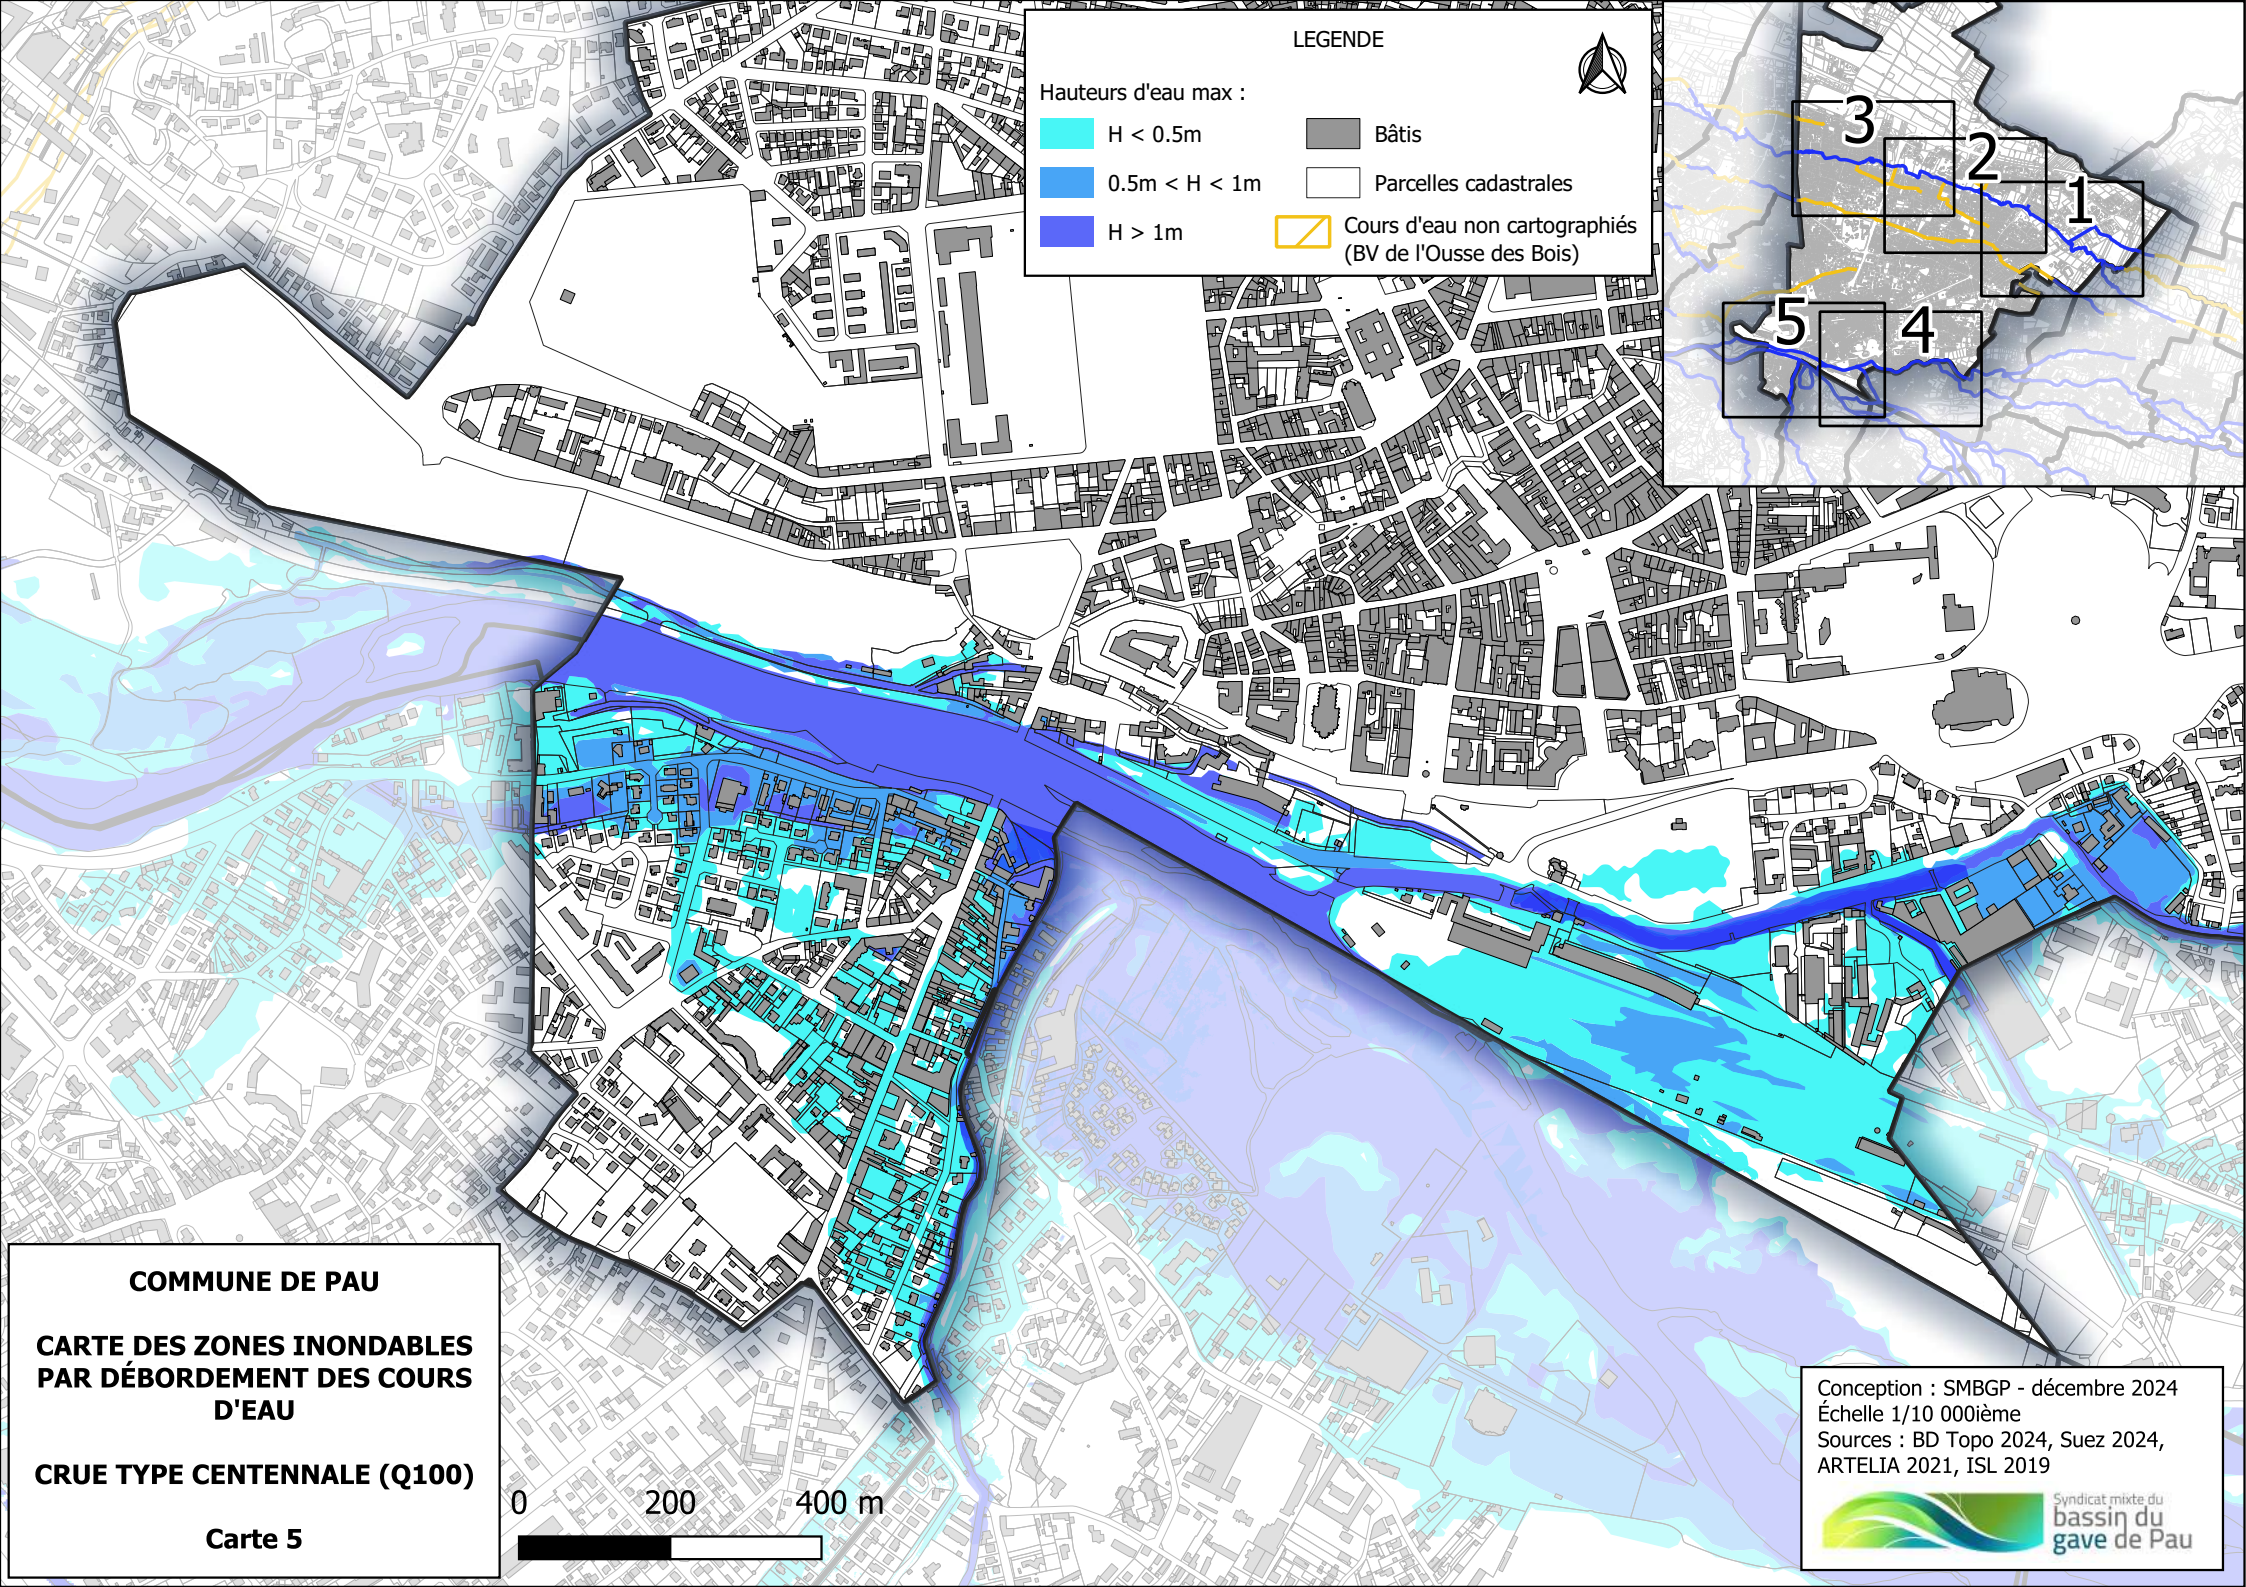 LEGENDE
Hauteurs d'eau max :
H < 0.5m
0.5m < H < 1m
H > 1m
Bâtis
Parcelles cadastrales
Cours d'eau non cartographiés
(BV de l'Ousse des Bois)
3
2
1
5
4
COMMUNE DE PAU
CARTE DES ZONES INONDABLES
PAR DÉBORDEMENT DES COURS
D'EAU
CRUE TYPE CENTENNALE (Q100)
Carte 5
0 200 400 m
Conception : SMBGP - décembre 2024
Échelle 1/10 000ième
Sources : BD Topo 2024, Suez 2024,
ARTELIA 2021, ISL 2019
Syndicat mixte du
bassin du
gave de Pau